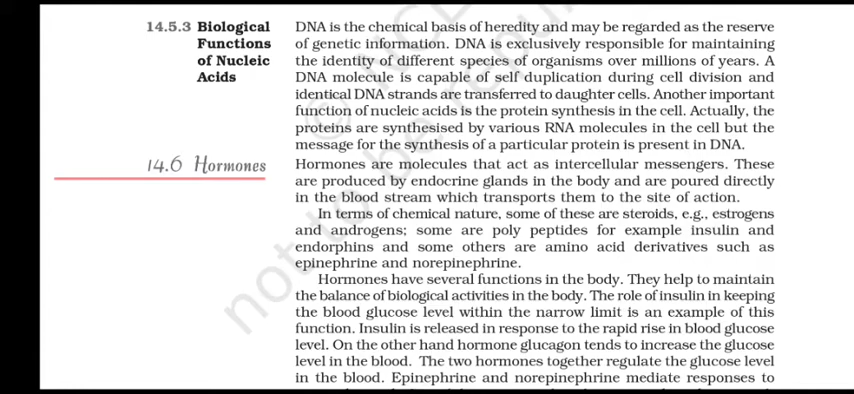 14.5.3 Biological Functions of Nucleic Acids
DNA is the chemical basis of heredity and may be regarded as the reserve
of genetic information. DNA is exclusively responsible for maintaining
the identity of different species of organisms over millions of years. A
DNA molecule is capable of self duplication during cell division and
identical DNA strands are transferred to daughter cells. Another important
function of nucleic acids is the protein synthesis in the cell. Actually, the
proteins are synthesised by various RNA molecules in the cell but the
message for the synthesis of a particular protein is present in DNA.
14.6 Hormones
Hormones are molecules that act as intercellular messengers. These
are produced by endocrine glands in the body and are poured directly
in the blood stream which transports them to the site of action.
In terms of chemical nature, some of these are steroids, e.g., estrogens
and androgens; some are poly peptides for example insulin and
endorphins and some others are amino acid derivatives such as
epinephrine and norepinephrine.
Hormones have several functions in the body. They help to maintain
the balance of biological activities in the body. The role of insulin in keeping
the blood glucose level within the narrow limit is an example of this
function. Insulin is released in response to the rapid rise in blood glucose
level. On the other hand hormone glucagon tends to increase the glucose
level in the blood. The two hormones together regulate the glucose level
in the blood. Epinephrine and norepinephrine mediate responses to